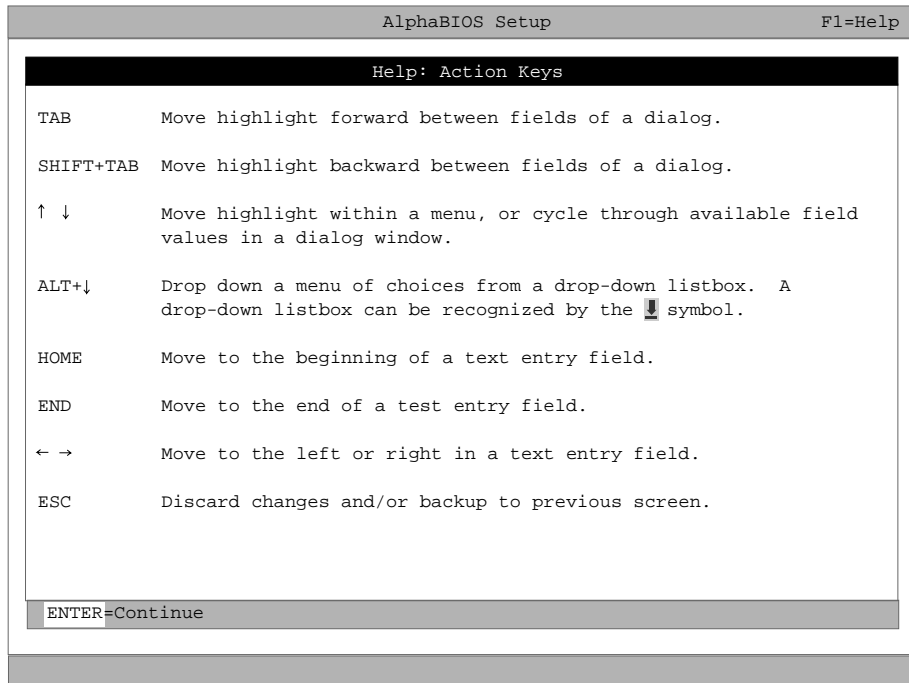 AlphaBIOS Setup F1=Help
Help: Action Keys
TAB Move highlight forward between fields of a dialog.
SHIFT+TAB Move highlight backward between fields of a dialog.
↑ ↓ Move highlight within a menu, or cycle through available field
values in a dialog window.
ALT+↓ Drop down a menu of choices from a drop-down listbox. A
drop-down listbox can be recognized by the ⬇ symbol.
HOME Move to the beginning of a text entry field.
END Move to the end of a test entry field.
← → Move to the left or right in a text entry field.
ESC Discard changes and/or backup to previous screen.
ENTER=Continue